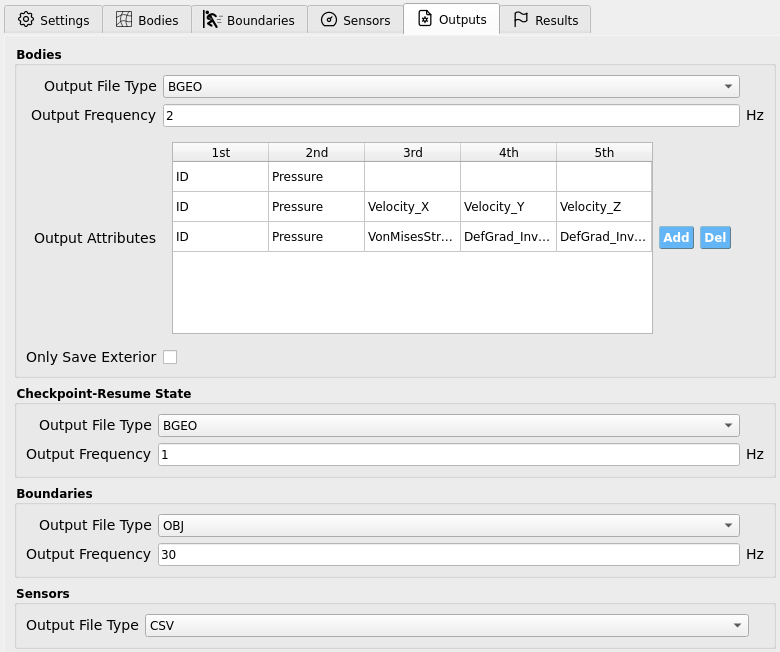 Settings Bodies Boundaries Sensors Outputs Results
Bodies
Output File Type BGEO
Output Frequency 2 Hz
1st 2nd 3rd 4th 5th
ID Pressure
ID Pressure Velocity_X Velocity_Y Velocity_Z
Output Attributes ID Pressure VonMisesStr... DefGrad_Inv... DefGrad_Inv... Add Del
Only Save Exterior
Checkpoint-Resume State
Output File Type BGEO
Output Frequency 1 Hz
Boundaries
Output File Type OBJ
Output Frequency 30 Hz
Sensors
Output File Type CSV